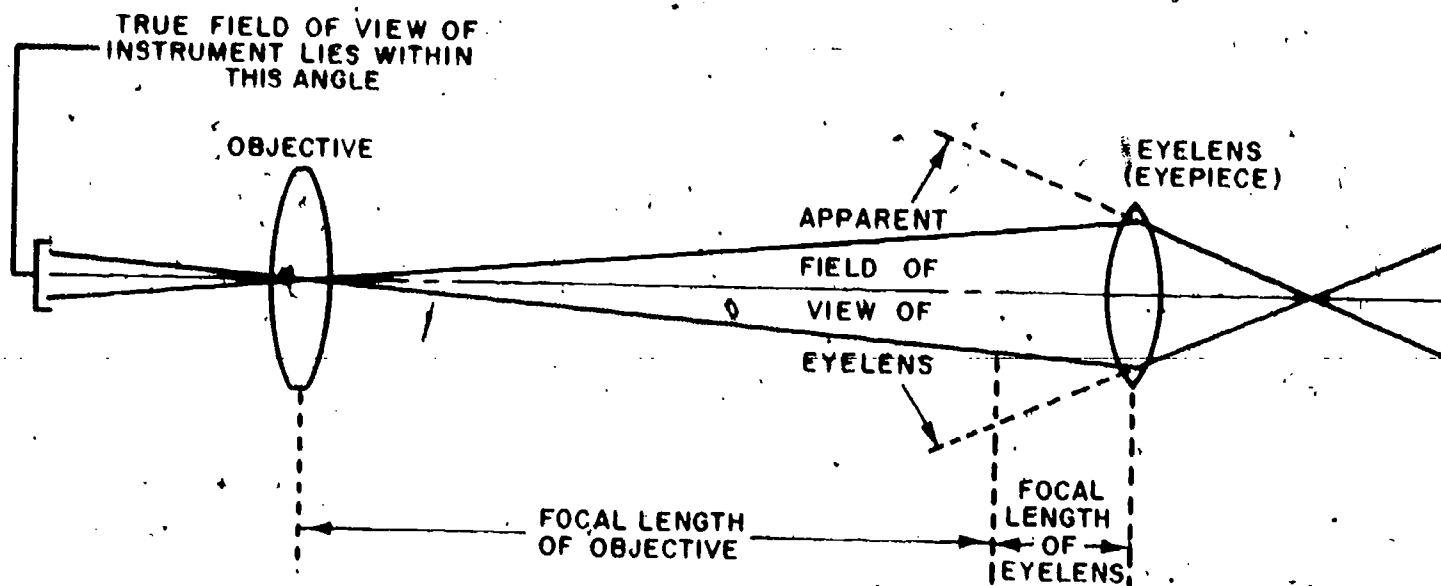 TRUE FIELD OF VIEW OF
INSTRUMENT LIES WITHIN
THIS ANGLE
OBJECTIVE
EYELENS
(EYEPIECE)
APPARENT
FIELD OF
VIEW OF
EYELENS
FOCAL LENGTH
OF OBJECTIVE
FOCAL
LENGTH
OF
EYELENS